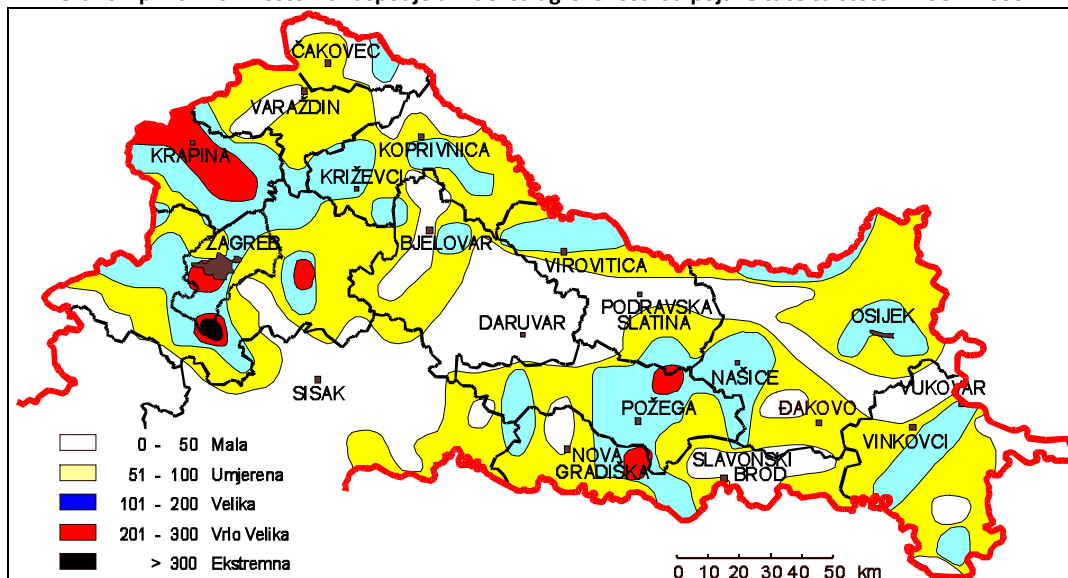 ČAKOVEC
VARAŽDIN
KRAPINA
KOPRIVNICA
KRIŽEVCI
ZAGREB
BJELOVAR
VIROVITICA
PODRAVSKA
SLATINA
DARUVAR
OSIJEK
SISAK
NAŠICE
VUKOVAR
POŽEGA
ĐAKOVO
VINKOVCI
NOVA
GRADIŠKA
SLAVONSKI
BROD
0 - 50 Mala
51 - 100 Umjerena
101 - 200 Velika
201 - 300 Vrlo Velika
> 300 Ekstremna
0 10 20 30 40 50 km